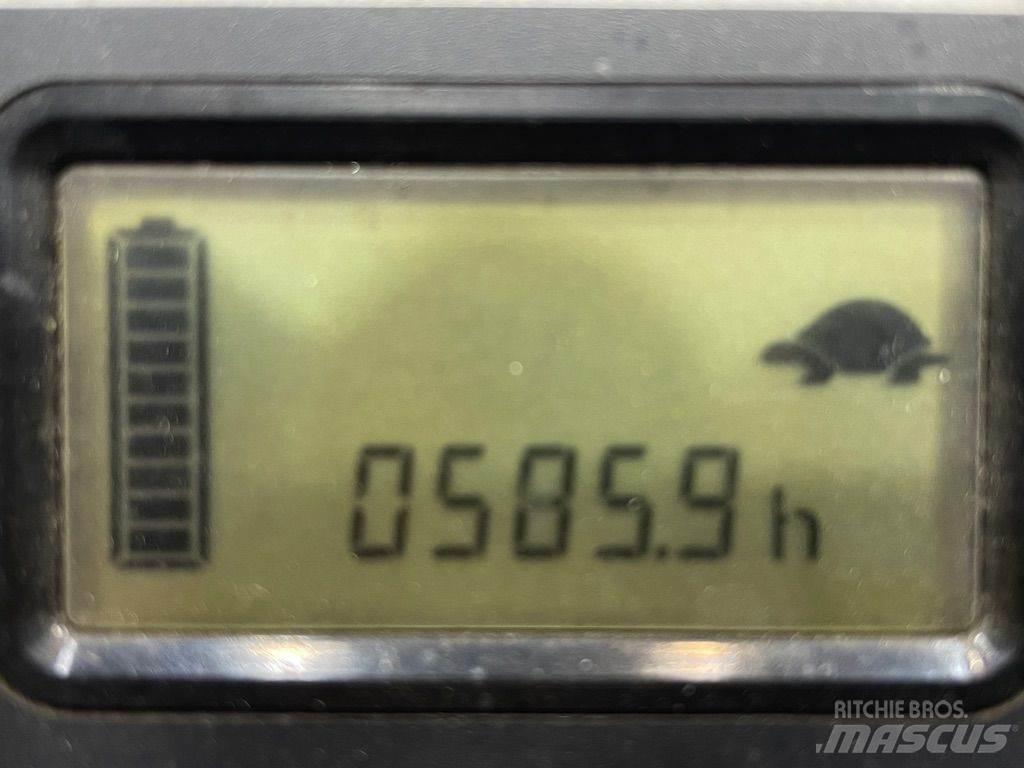 0585.9 h
RITCHIE BROS.
MASCUS